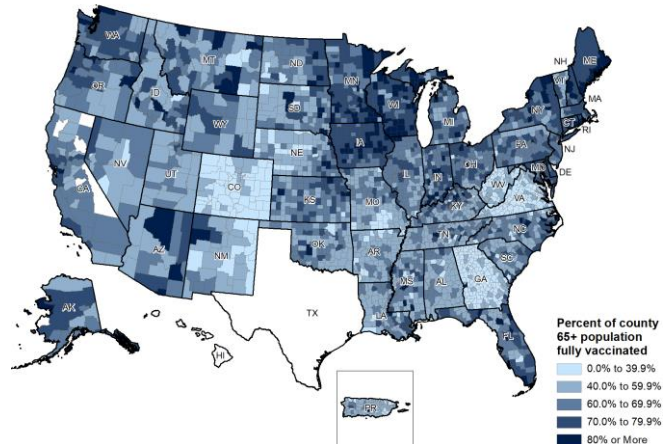 WA
MT
ND
MN
OR
ID
SD
WI
WY
MI
NY
NH
VT
ME
MA
CT
RI
NV
UT
NE
IA
PA
NJ
CA
CO
IL
IN
OH
MD
DE
KS
MO
KY
WV
VA
AZ
NM
OK
AR
TN
NC
SC
MS
AL
GA
AK
TX
LA
FL
HI
PR
Percent of county
65+ population
fully vaccinated
0.0% to 39.9%
40.0% to 59.9%
60.0% to 69.9%
70.0% to 79.9%
80% or More